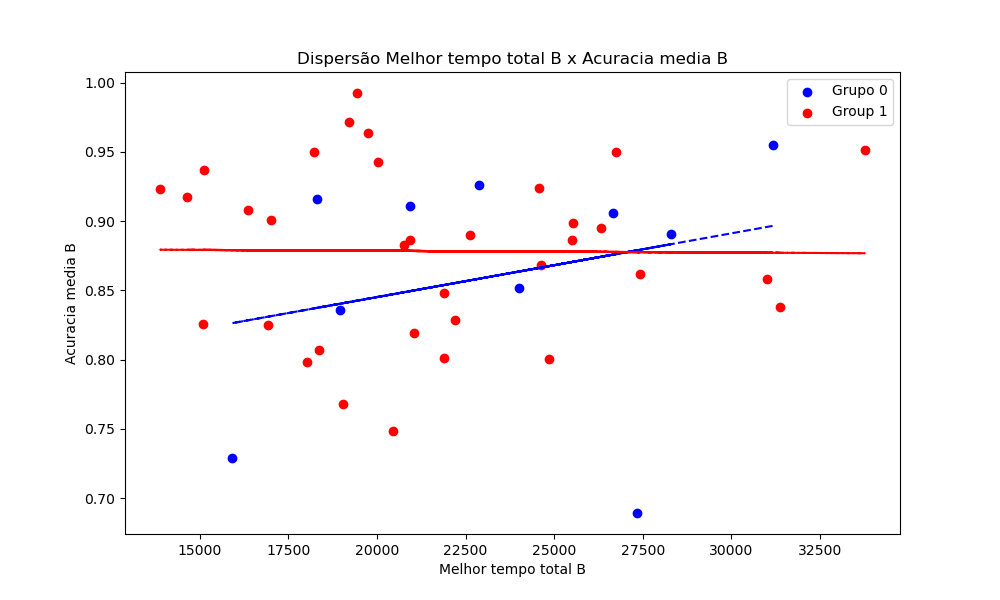 Dispersão Melhor tempo total B x Acuracia media B
Grupo 0
Group 1
1.00
0.95
0.90
0.85
0.80
0.75
0.70
Acuracia media B
15000 17500 20000 22500 25000 27500 30000 32500
Melhor tempo total B